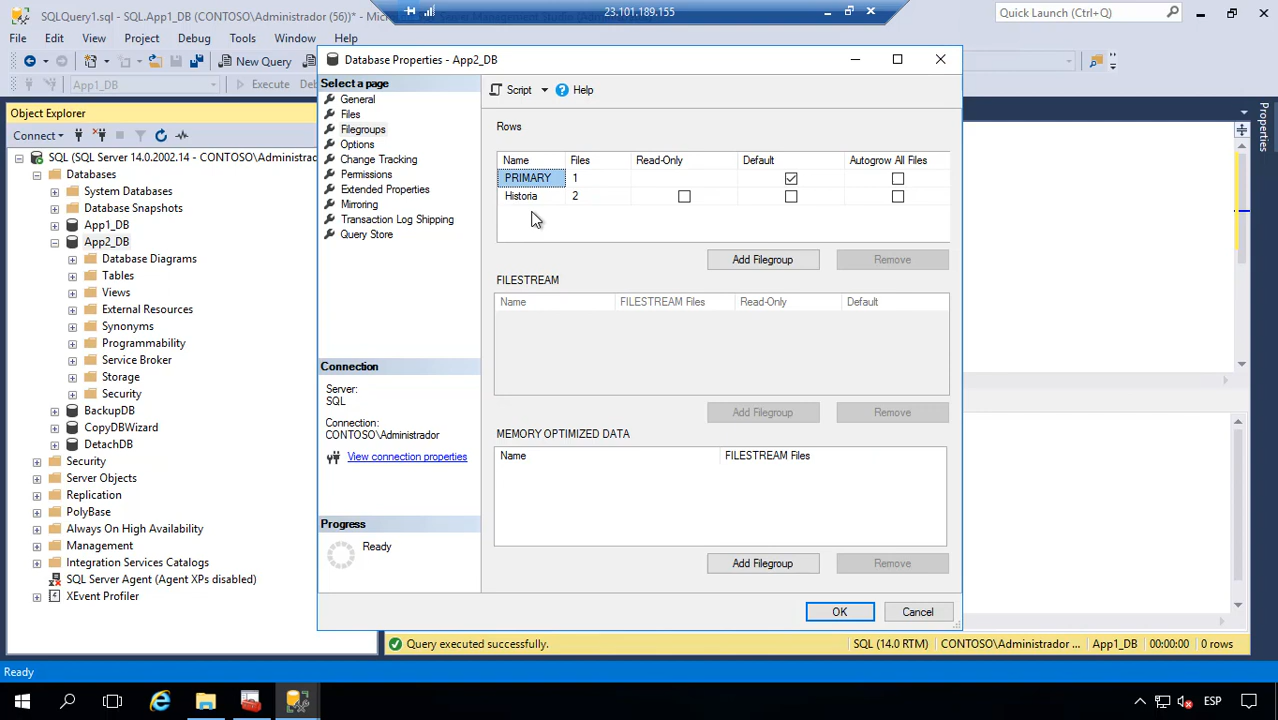 SQLQuery1.sql - SQL.App1_DB (CONTOSO\Administrador (56))* - Mic
23.101.189.155
Quick Launch (Ctrl+Q)
File
View
Project
Debug
Tools
Window
Help
New Query
App1_DB
Execute
Debug
Object Explorer
Connect
SQL (SQL Server 14.0.2002.14 - CONTOSO\Administrad
Databases
System Databases
Database Snapshots
App1_DB
App2_DB
Database Diagrams
Tables
Views
External Resources
Synonyms
Programmability
Service Broker
Storage
Security
BackupDB
CopyDBWizard
DetachDB
Security
Server Objects
Replication
PolyBase
Always On High Availability
Management
Integration Services Catalogs
SQL Server Agent (Agent XPs disabled)
XEvent Profiler
Database Properties - App2_DB
Select a page
General
Files
Filegroups
Options
Change Tracking
Permissions
Extended Properties
Mirroring
Transaction Log Shipping
Query Store
Connection
Server:
SQL
Connection:
CONTOSO\Administrador
View connection properties
Progress
Ready
Script
Help
Rows
Name Files Read-Only Default Autogrow All Files
PRIMARY 1
Historia 2
Add Filegroup
Remove
FILESTREAM
Name FILESTREAM Files Read-Only Default
Add Filegroup
Remove
MEMORY OPTIMIZED DATA
Name FILESTREAM Files
Add Filegroup
Remove
OK
Cancel
Properties
Query executed successfully.
SQL (14.0 RTM)
CONTOSO\Administrador ...
App1_DB
00:00:00
0 rows
Ready
ESP